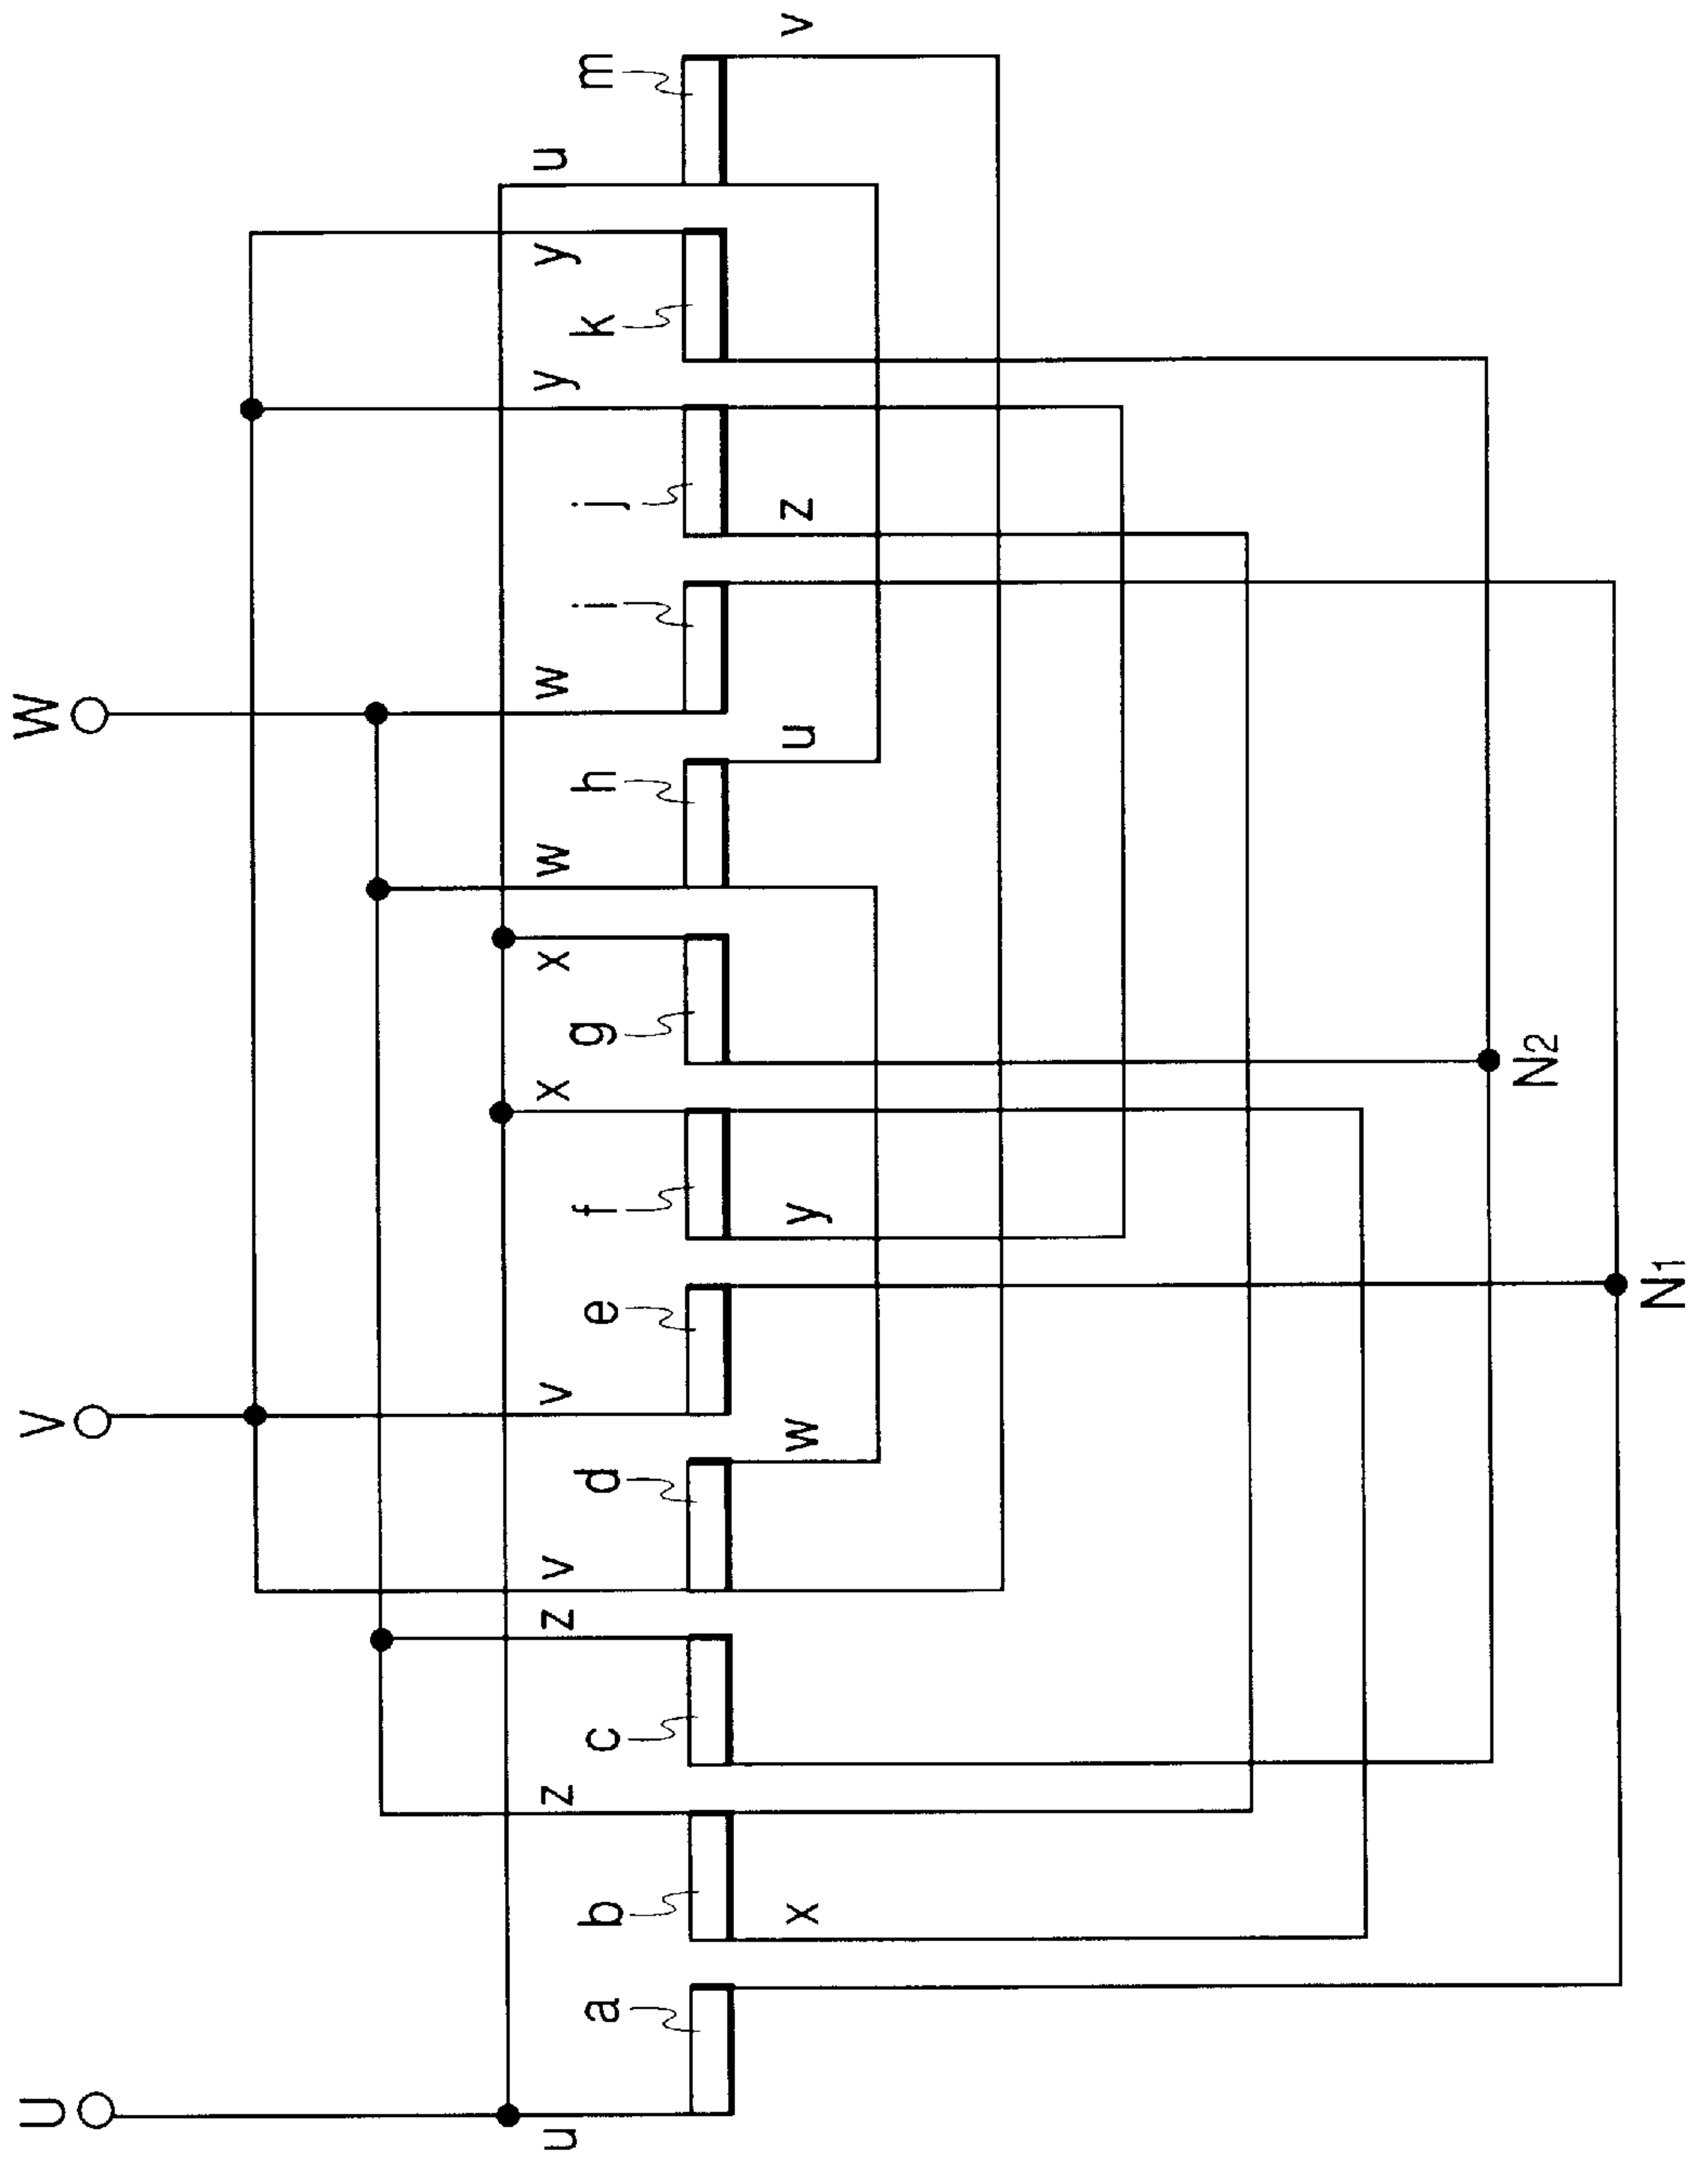 U V W
u z z v v x x w w y y u
a b c d e f g h i j k m
x w y u z v
N2
N1